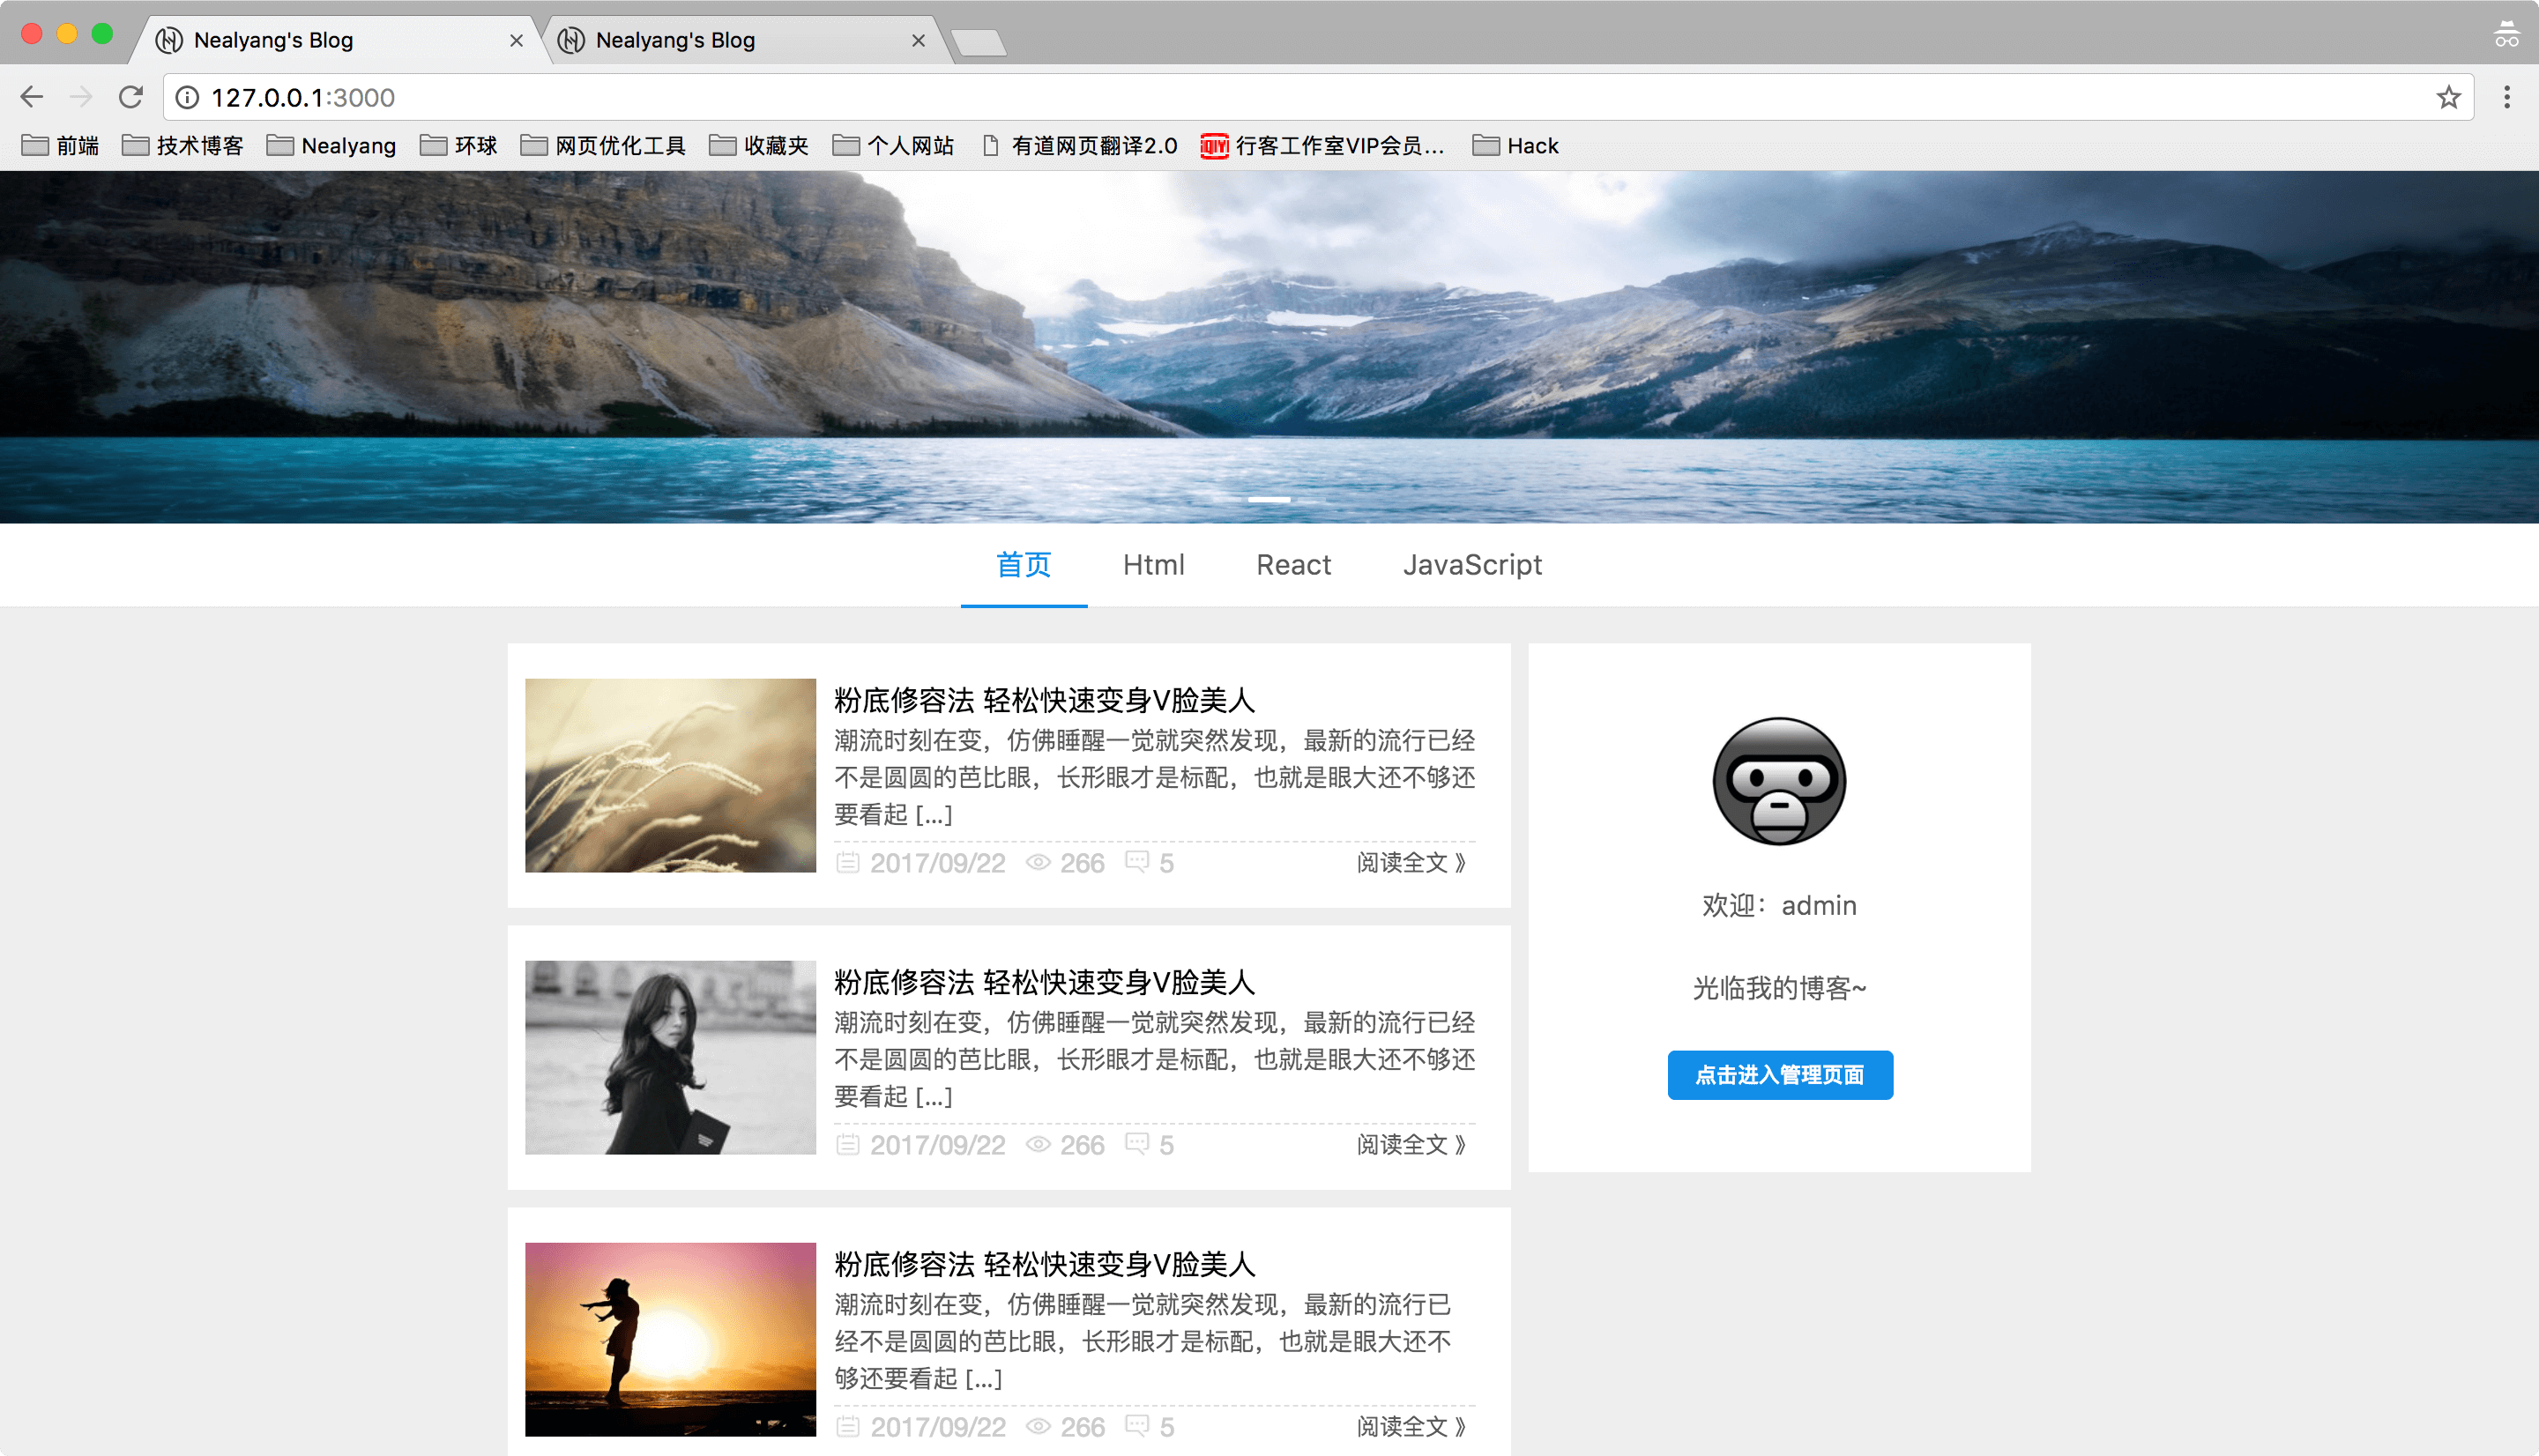 Nealyang's Blog
Nealyang's Blog
127.0.0.1:3000
前端 技术博客 Nealyang 环球 网页优化工具 收藏夹 个人网站 有道网页翻译2.0 QIY 行客工作室VIP会员... Hack
首页 Html React JavaScript
粉底修容法 轻松快速变身V脸美人
潮流时刻在变，仿佛睡醒一觉就突然发现，最新的流行已经
不是圆圆的芭比眼，长形眼才是标配，也就是眼大还不够还
要看起 [...]
2017/09/22 266 5 阅读全文 》
粉底修容法 轻松快速变身V脸美人
潮流时刻在变，仿佛睡醒一觉就突然发现，最新的流行已经
不是圆圆的芭比眼，长形眼才是标配，也就是眼大还不够还
要看起 [...]
2017/09/22 266 5 阅读全文 》
粉底修容法 轻松快速变身V脸美人
潮流时刻在变，仿佛睡醒一觉就突然发现，最新的流行已
经不是圆圆的芭比眼，长形眼才是标配，也就是眼大还不
够还要看起 [...]
2017/09/22 266 5 阅读全文 》
欢迎：admin
光临我的博客~
点击进入管理页面